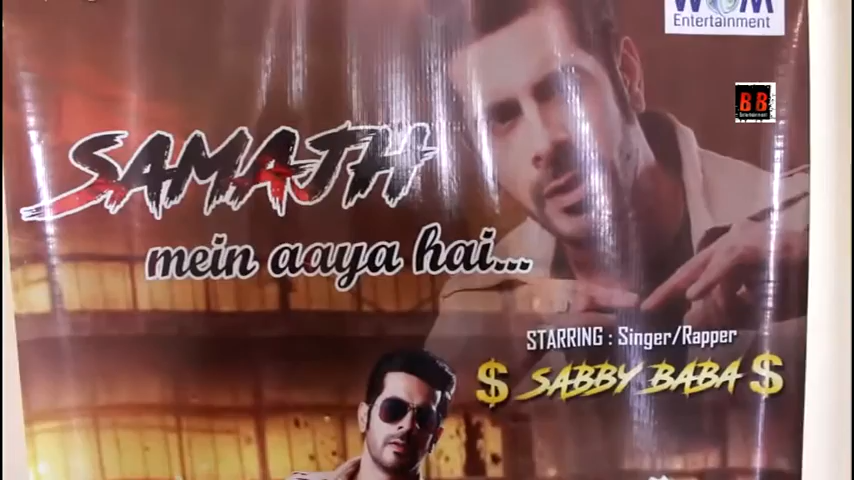 WOM
Entertainment
BB
SAMAJH
mein aaya hai...
STARRING : Singer/Rapper
$ SABBY BABA $